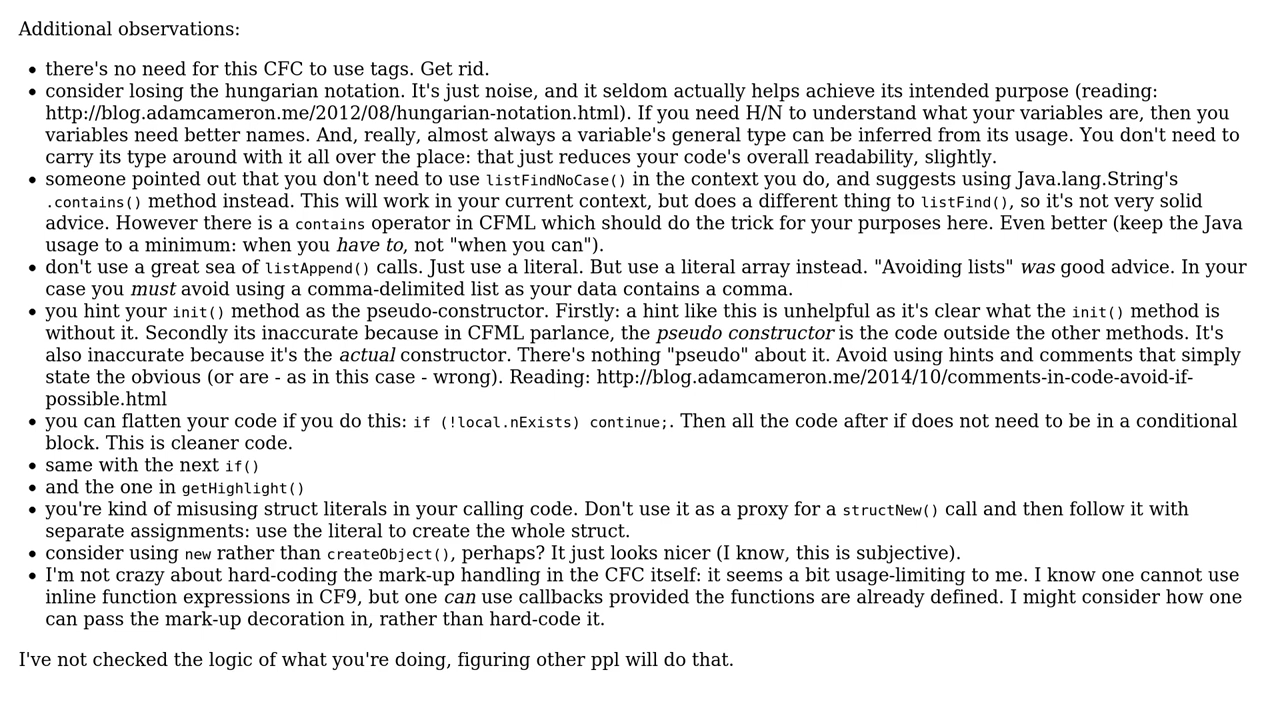 Additional observations:
• there's no need for this CFC to use tags. Get rid.
• consider losing the hungarian notation. It's just noise, and it seldom actually helps achieve its intended purpose (reading:
http://blog.adamcameron.me/2012/08/hungarian-notation.html). If you need H/N to understand what your variables are, then you
variables need better names. And, really, almost always a variable's general type can be inferred from its usage. You don't need to
carry its type around with it all over the place: that just reduces your code's overall readability, slightly.
• someone pointed out that you don't need to use listFindNoCase() in the context you do, and suggests using Java.lang.String's
.contains() method instead. This will work in your current context, but does a different thing to listFind(), so it's not very solid
advice. However there is a contains operator in CFML which should do the trick for your purposes here. Even better (keep the Java
usage to a minimum: when you have to, not "when you can").
• don't use a great sea of listAppend() calls. Just use a literal. But use a literal array instead. "Avoiding lists" was good advice. In your
case you must avoid using a comma-delimited list as your data contains a comma.
• you hint your init() method as the pseudo-constructor. Firstly: a hint like this is unhelpful as it's clear what the init() method is
without it. Secondly its inaccurate because in CFML parlance, the pseudo constructor is the code outside the other methods. It's
also inaccurate because it's the actual constructor. There's nothing "pseudo" about it. Avoid using hints and comments that simply
state the obvious (or are - as in this case - wrong). Reading: http://blog.adamcameron.me/2014/10/comments-in-code-avoid-if-
possible.html
• you can flatten your code if you do this: if (!local.nExists) continue;. Then all the code after if does not need to be in a conditional
block. This is cleaner code.
• same with the next if()
• and the one in getHighlight()
• you're kind of misusing struct literals in your calling code. Don't use it as a proxy for a structNew() call and then follow it with
separate assignments: use the literal to create the whole struct.
• consider using new rather than createObject(), perhaps? It just looks nicer (I know, this is subjective).
• I'm not crazy about hard-coding the mark-up handling in the CFC itself: it seems a bit usage-limiting to me. I know one cannot use
inline function expressions in CF9, but one can use callbacks provided the functions are already defined. I might consider how one
can pass the mark-up decoration in, rather than hard-code it.
I've not checked the logic of what you're doing, figuring other ppl will do that.